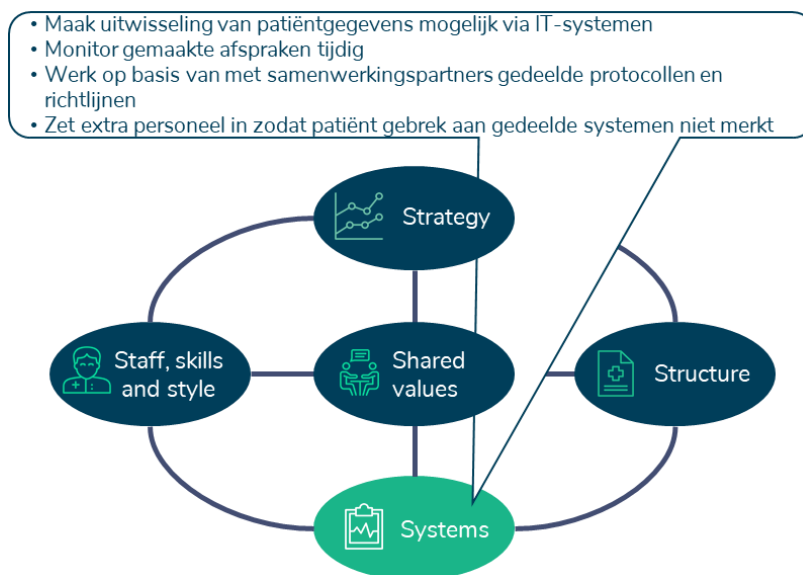 • Maak uitwisseling van patiëntgegevens mogelijk via IT-systemen
• Monitor gemaakte afspraken tijdig
• Werk op basis van met samenwerkingspartners gedeelde protocollen en
richtlijnen
• Zet extra personeel in zodat patiënt gebrek aan gedeelde systemen niet merkt
Strategy
Staff, skills
and style
Shared
values
Structure
Systems